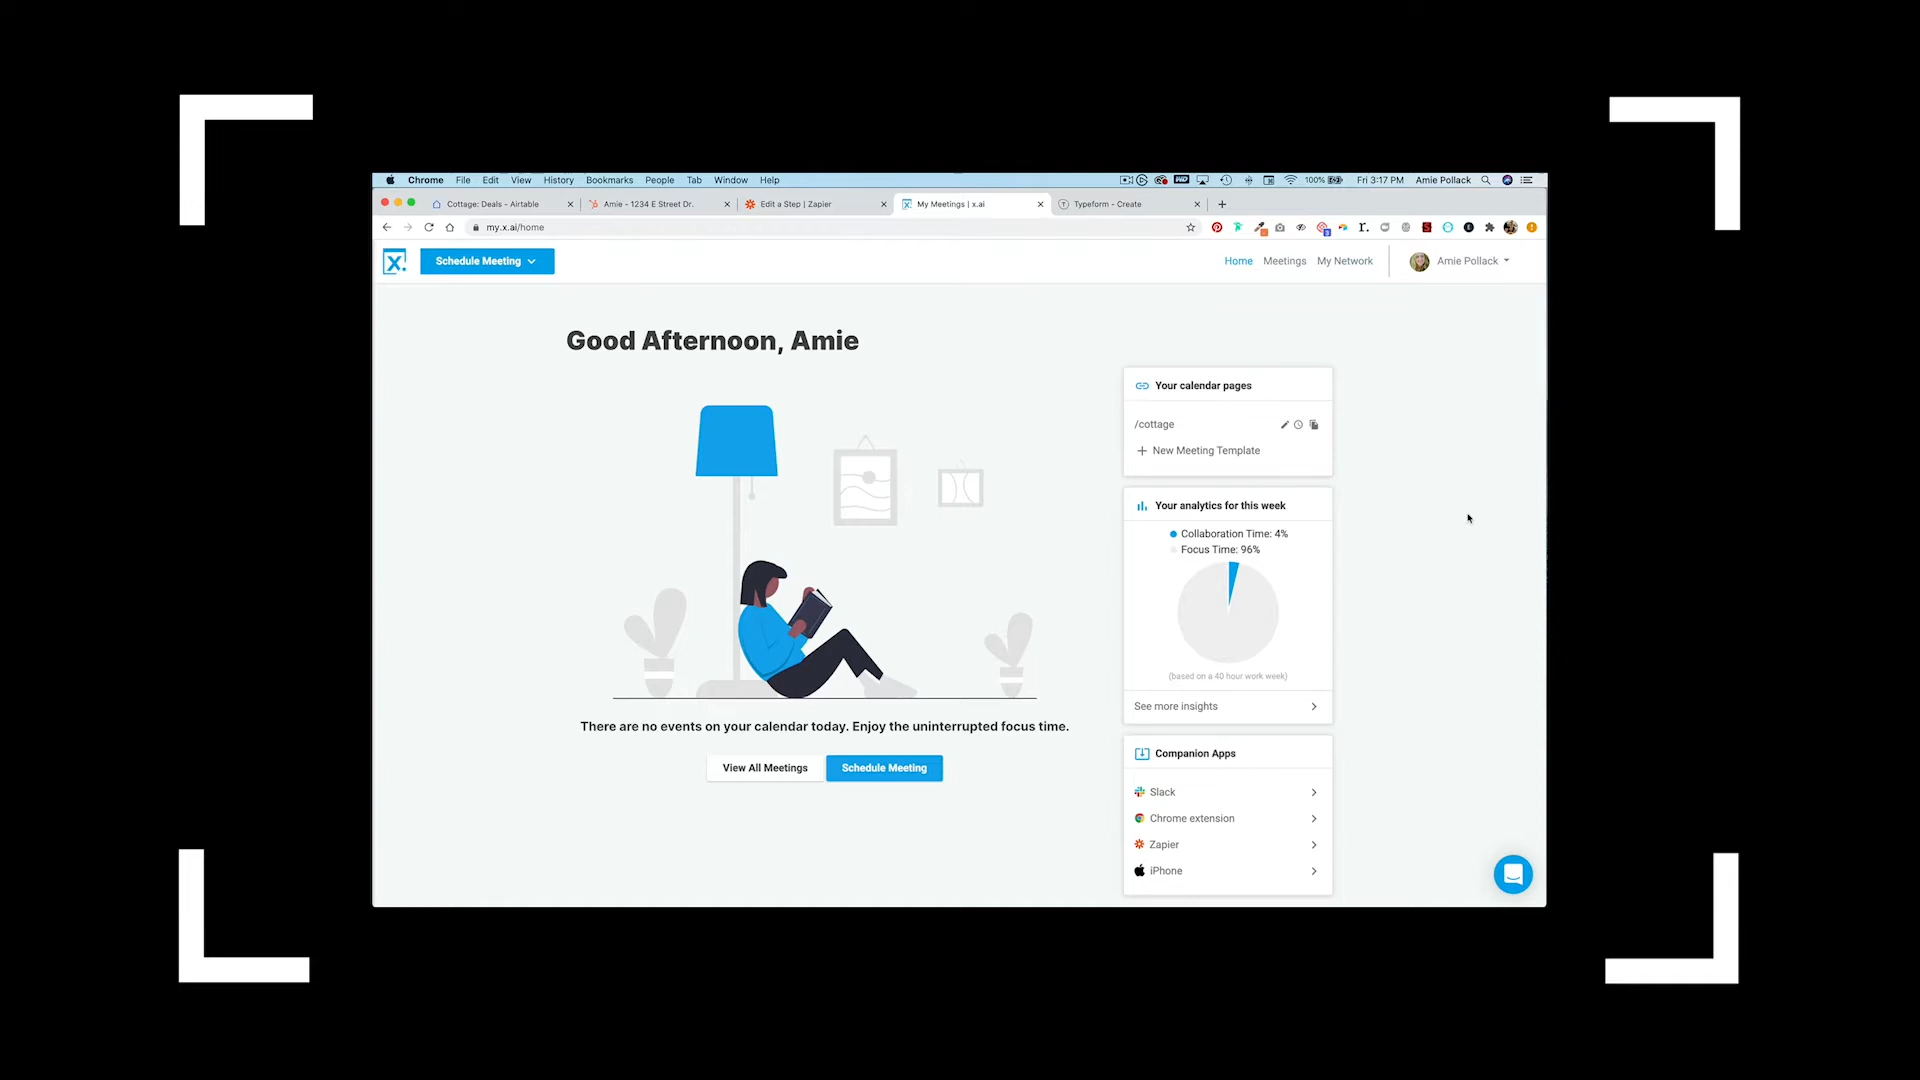 Chrome File Edit View History Bookmarks People Tab Window Help 100% Fri 3:17 PM Amie Pollack
Cottage: Deals - Airtable Amie - 1234 E Street Dr. Edit a Step | Zapier My Meetings | x.ai Typeform - Create
my.x.ai/home
X. Schedule Meeting Home Meetings My Network Amie Pollack
Good Afternoon, Amie
There are no events on your calendar today. Enjoy the uninterrupted focus time.
View All Meetings Schedule Meeting
Your calendar pages
/cottage
New Meeting Template
Your analytics for this week
Collaboration Time: 4%
Focus Time: 96%
(based on a 40 hour work week)
See more insights
Companion Apps
Slack
Chrome extension
Zapier
iPhone